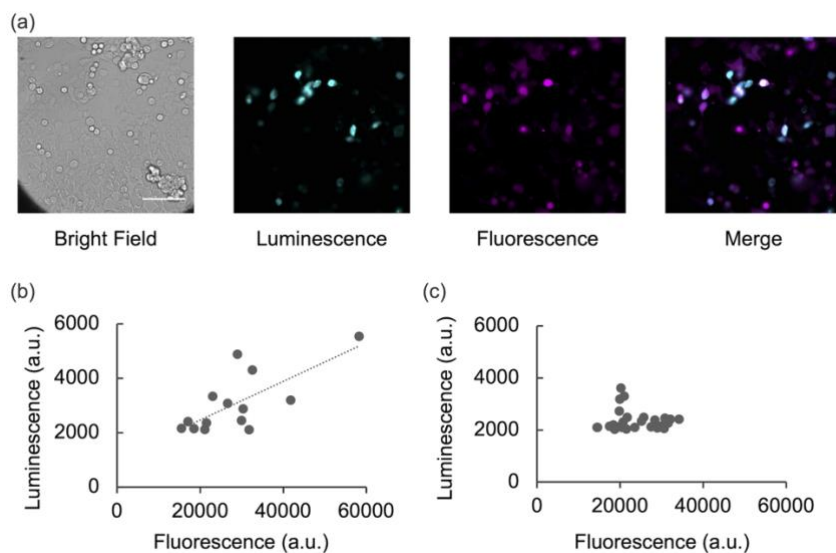 (a)
Bright Field Luminescence Fluorescence Merge
(b) (c)
6000 6000
4000 4000
2000 2000
0 0
0 20000 40000 60000 0 20000 40000 60000
Luminescence (a.u.) Luminescence (a.u.)
Fluorescence (a.u.) Fluorescence (a.u.)